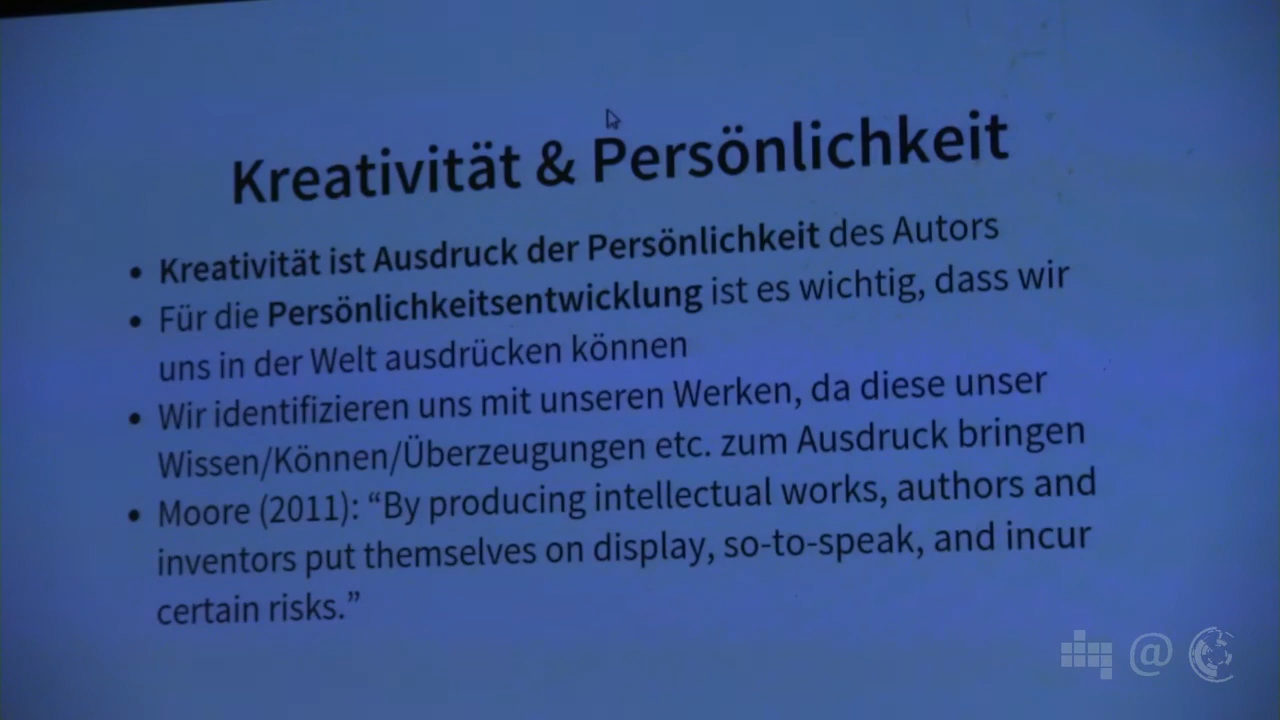 Kreativität & Persönlichkeit
• Kreativität ist Ausdruck der Persönlichkeit des Autors
• Für die Persönlichkeitsentwicklung ist es wichtig, dass wir
uns in der Welt ausdrücken können
• Wir identifizieren uns mit unseren Werken, da diese unser
Wissen/Können/Überzeugungen etc. zum Ausdruck bringen
• Moore (2011): “By producing intellectual works, authors and
inventors put themselves on display, so-to-speak, and incur
certain risks.”
@